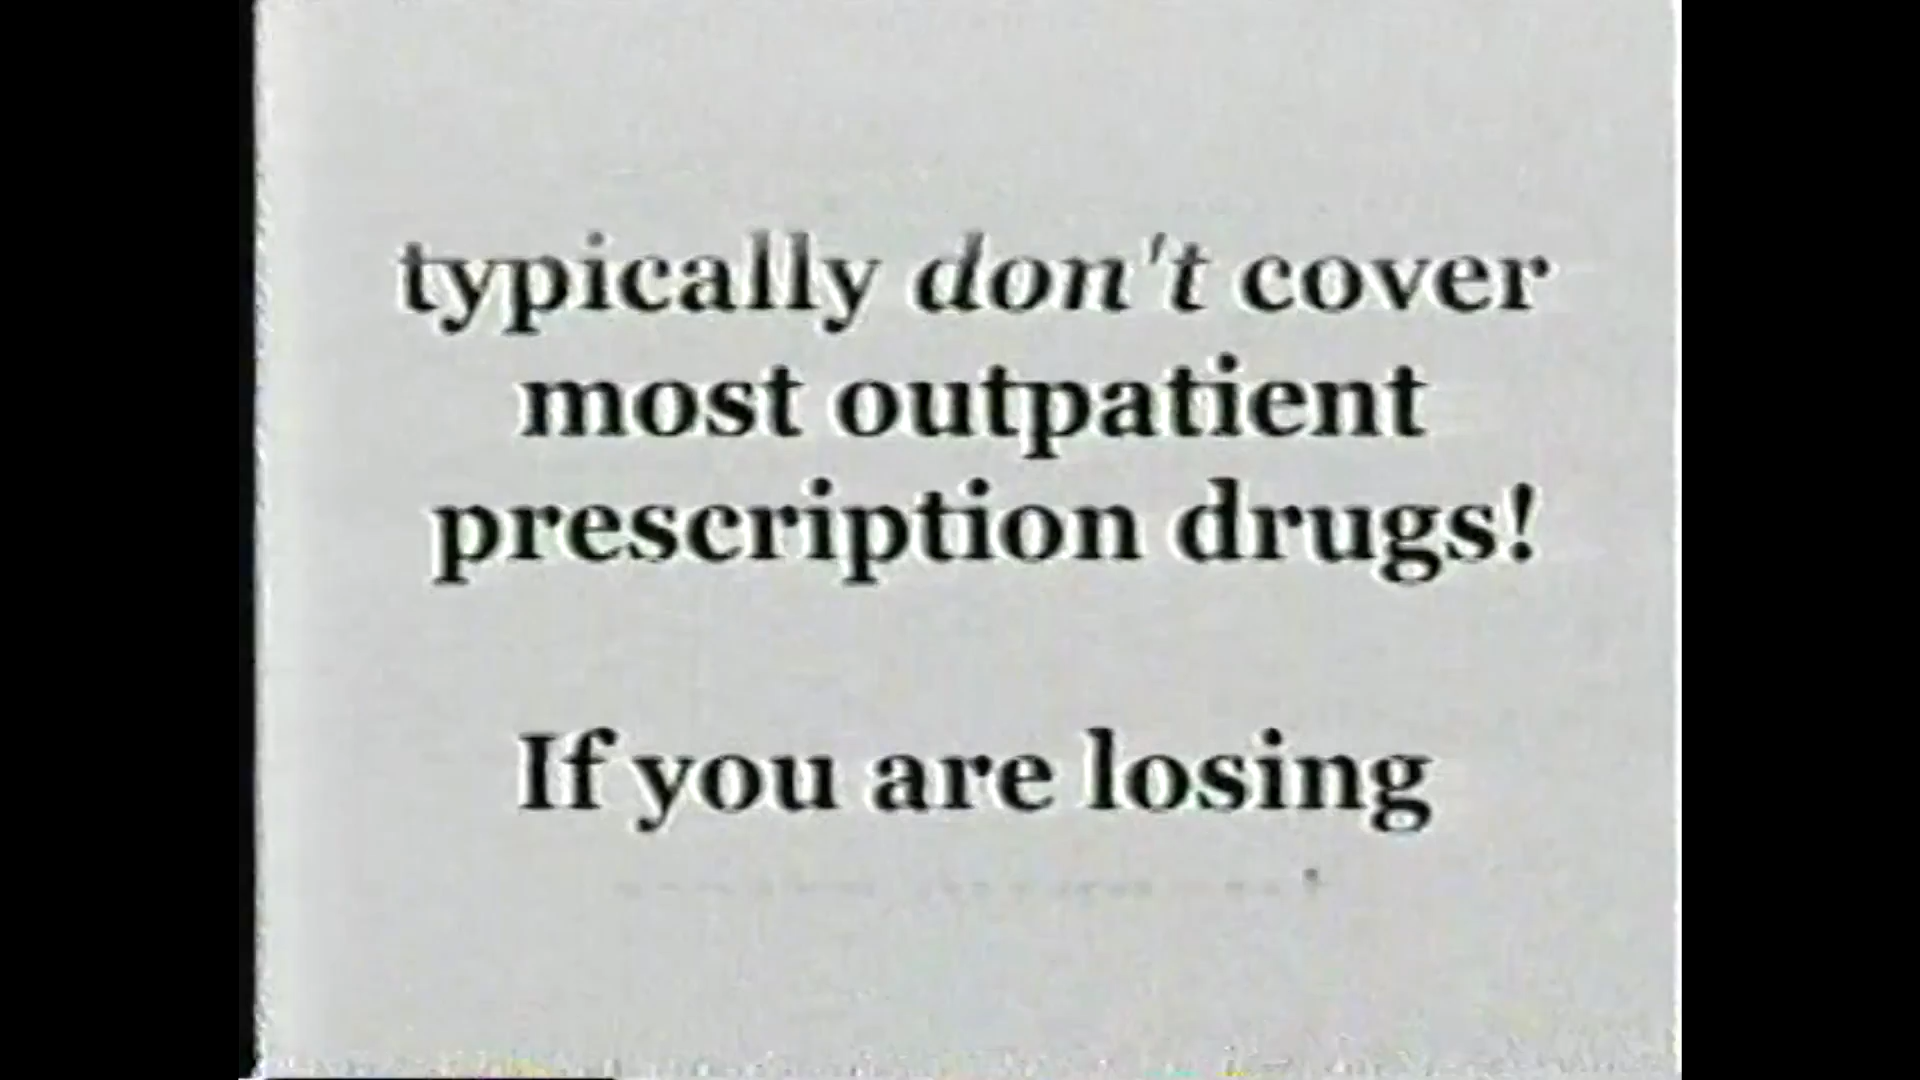 typically don't cover
most outpatient
prescription drugs!
If you are losing